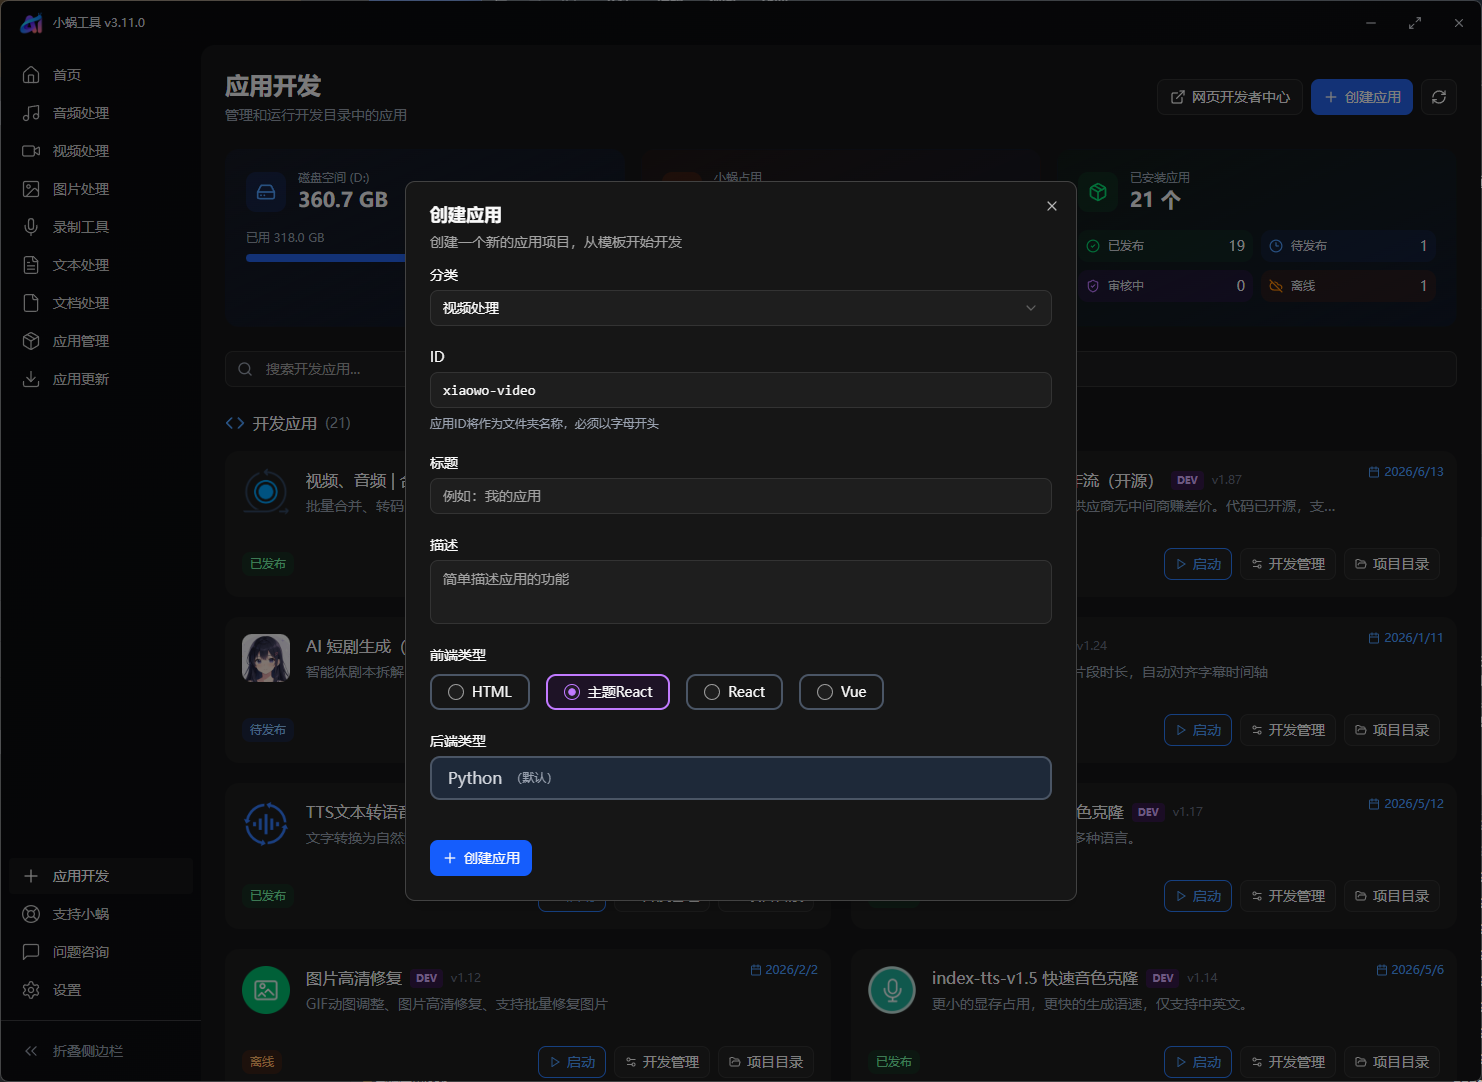 小蜗工具 v3.11.0
首页
音频处理
视频处理
图片处理
录制工具
文本处理
文档处理
应用管理
应用更新
应用开发
支持小蜗
问题咨询
设置
折叠侧边栏
应用开发
管理和运行开发目录中的应用
网页开发者中心
创建应用
磁盘空间 (D:)
360.7 GB
已用 318.0 GB
小蜗占用
已安装应用
21 个
已发布 19
待发布 1
审核中 0
离线 1
搜索开发应用...
开发应用 (21)
创建应用
创建一个新的应用项目，从模板开始开发
分类
视频处理
ID
xiaowo-video
应用ID将作为文件夹名称，必须以字母开头
标题
例如：我的应用
描述
简单描述应用的功能
前端类型
HTML
主题React
React
Vue
后端类型
Python （默认）
创建应用
视频、音频 |
批量合并、转码
已发布
流（开源） DEV v1.87
2026/6/13
供应商无中间商赚差价。代码已开源，支...
启动
开发管理
项目目录
AI 短剧生成（
智能体剧本拆解
待发布
v1.24
2026/1/11
片段时长，自动对齐字幕时间轴
启动
开发管理
项目目录
TTS文本转语音
文字转换为自然
已发布
色克隆 DEV v1.17
2026/5/12
多种语言。
启动
开发管理
项目目录
图片高清修复 DEV v1.12
2026/2/2
GIF动图调整、图片高清修复、支持批量修复图片
离线
启动
开发管理
项目目录
index-tts-v1.5 快速音色克隆 DEV v1.14
2026/5/6
更小的显存占用，更快的生成语速，仅支持中英文。
已发布
启动
开发管理
项目目录